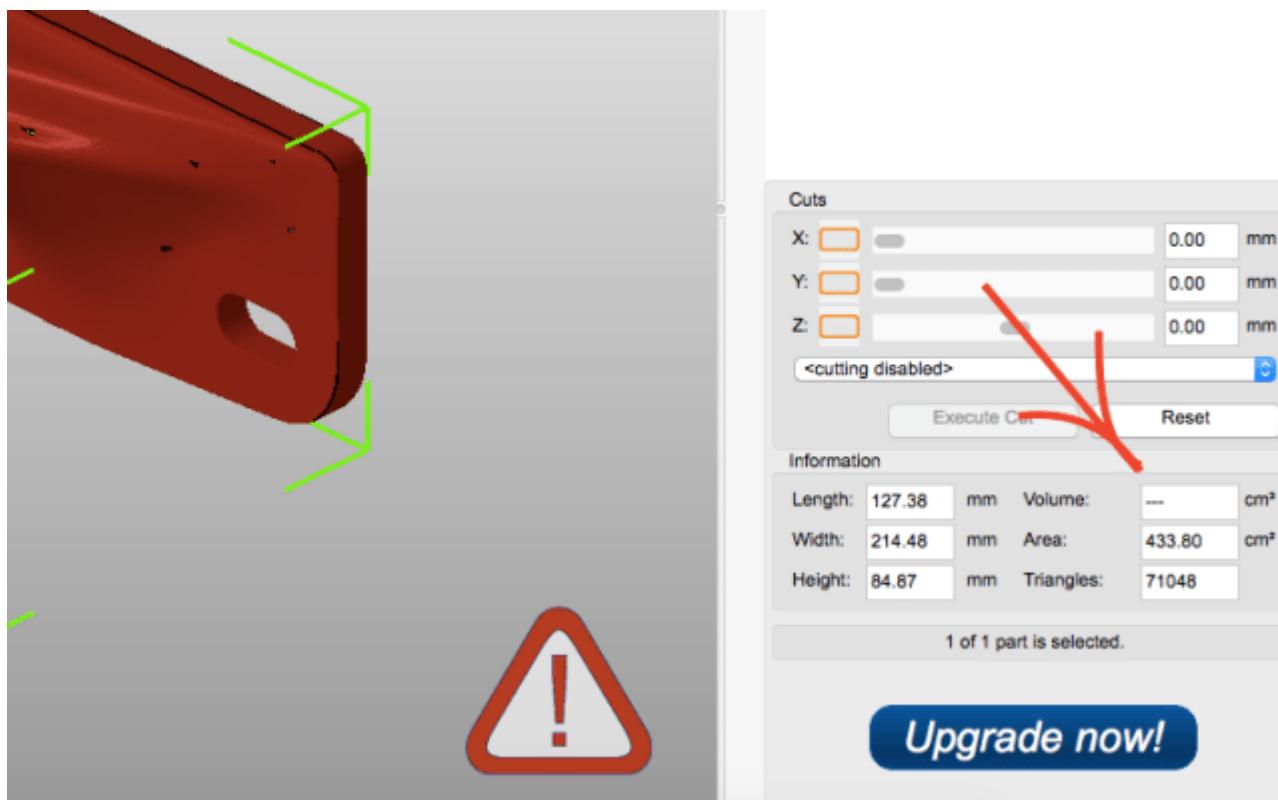 Cuts
X: 0.00 mm
Y: 0.00 mm
Z: 0.00 mm
<cutting disabled>
Execute Cut Reset
Information
Length: 127.38 mm Volume: --- cm³
Width: 214.48 mm Area: 433.80 cm²
Height: 84.87 mm Triangles: 71048
1 of 1 part is selected.
Upgrade now!
!